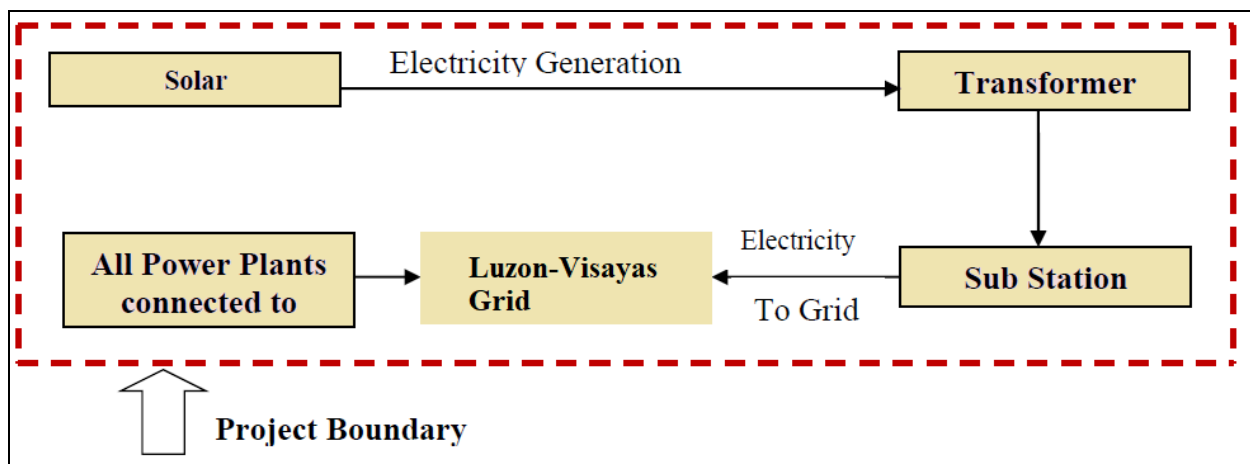 Solar
Electricity Generation
Transformer
All Power Plants
connected to
Luzon-Visayas
Grid
Electricity
To Grid
Sub Station
Project Boundary